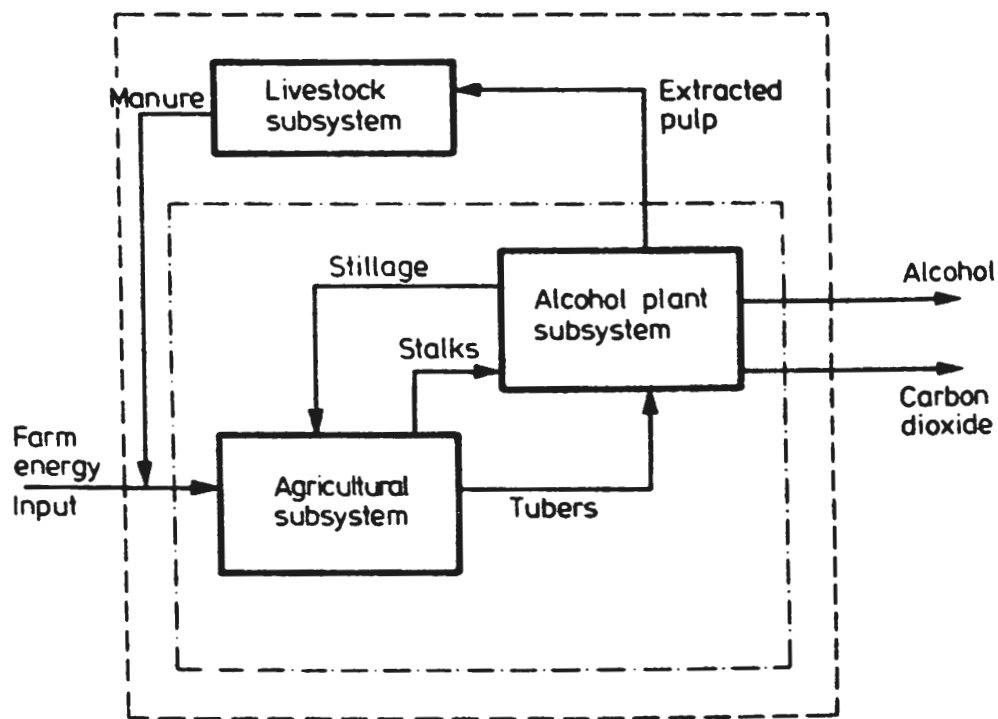 Manure
Livestock
subsystem
Extracted
pulp
Stillage
Alcohol plant
subsystem
Alcohol
Stalks
Carbon
dioxide
Farm
energy
Input
Agricultural
subsystem
Tubers